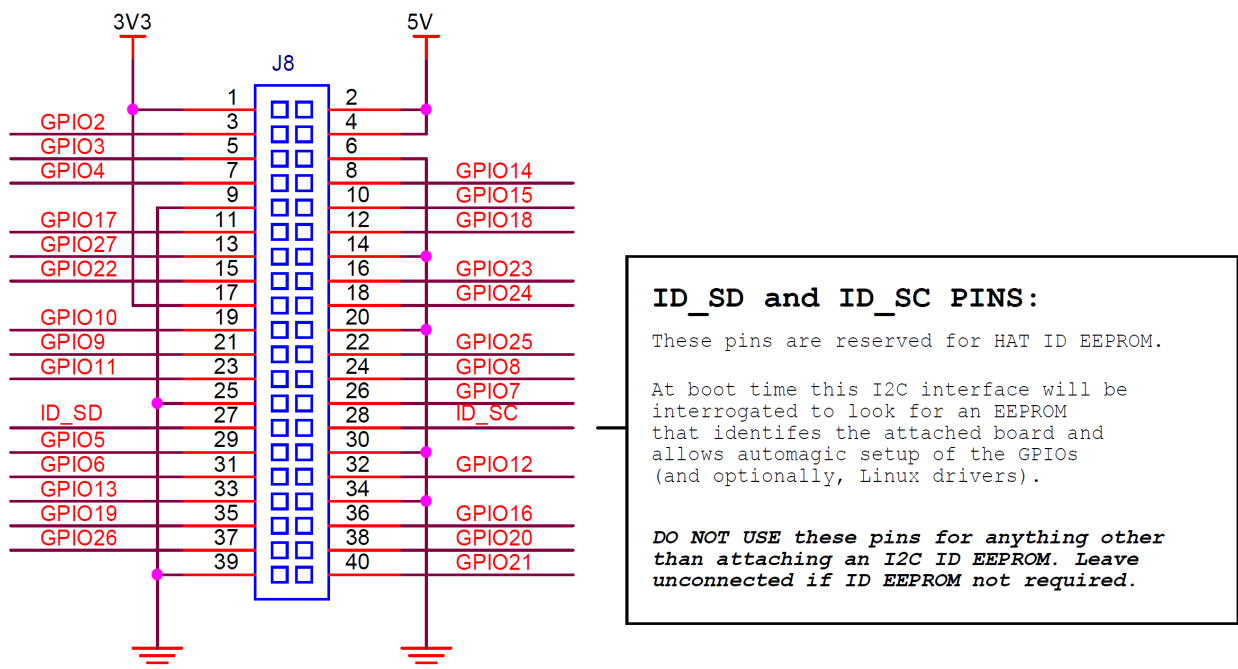 3V3
5V
J8
1 2
GPIO2 3 4
GPIO3 5 6
GPIO4 7 8 GPIO14
9 10 GPIO15
GPIO17 11 12 GPIO18
GPIO27 13 14
GPIO22 15 16 GPIO23
17 18 GPIO24
GPIO10 19 20
GPIO9 21 22 GPIO25
GPIO11 23 24 GPIO8
25 26 GPIO7
ID_SD 27 28 ID_SC
GPIO5 29 30
GPIO6 31 32 GPIO12
GPIO13 33 34
GPIO19 35 36 GPIO16
GPIO26 37 38 GPIO20
39 40 GPIO21
ID_SD and ID_SC PINS:
These pins are reserved for HAT ID EEPROM.
At boot time this I2C interface will be
interrogated to look for an EEPROM
that identifes the attached board and
allows automagic setup of the GPIOs
(and optionally, Linux drivers).
DO NOT USE these pins for anything other
than attaching an I2C ID EEPROM. Leave
unconnected if ID EEPROM not required.